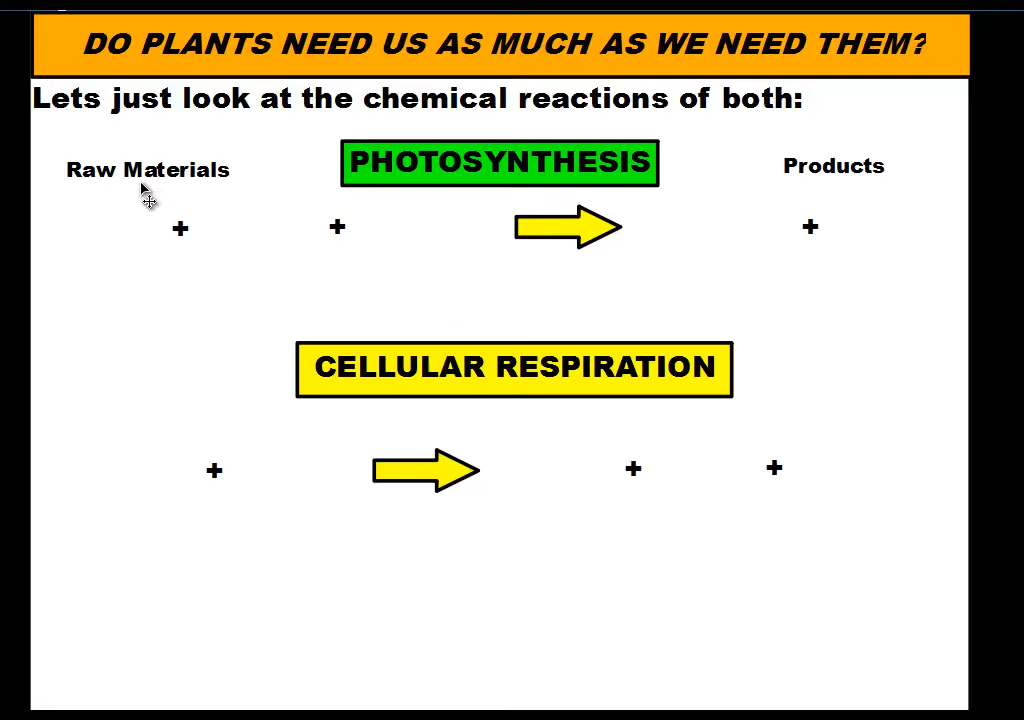 DO PLANTS NEED US AS MUCH AS WE NEED THEM?
Lets just look at the chemical reactions of both:
Raw Materials PHOTOSYNTHESIS Products
+ + +
CELLULAR RESPIRATION
+ + +